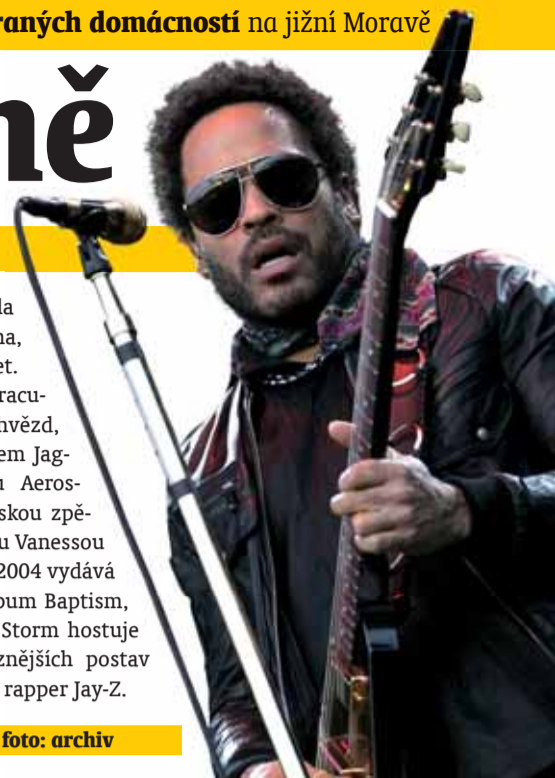 raných domácností na jižní Moravě
ně
la
na,
et.
racu-
hvězd,
em Jag-
u Aeros-
skou zpě-
u Vanessou
2004 vydává
bum Baptism,
Storm hostuje
znějších postav
rapper Jay-Z.
foto: archiv